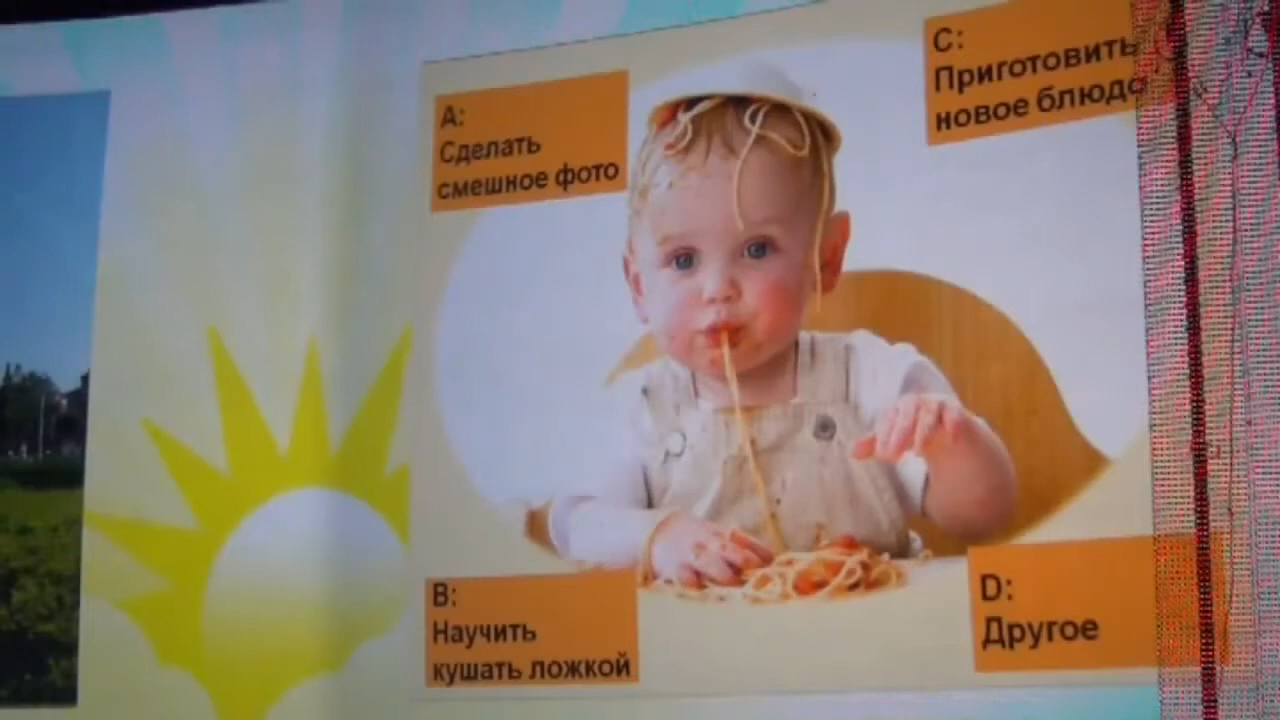 A:
Сделать
смешное фото
C:
Приготовить
новое блюдо
B:
Научить
кушать ложкой
D:
Другое